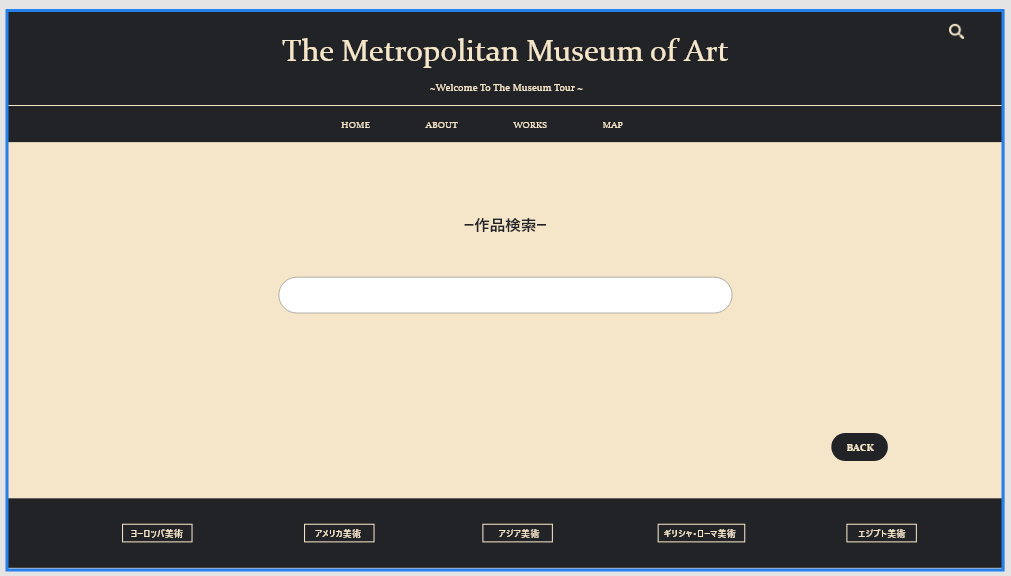 The Metropolitan Museum of Art
~Welcome To The Museum Tour ~
HOME ABOUT WORKS MAP
–作品検索–
BACK
ヨーロッパ美術 アメリカ美術 アジア美術 ギリシャ・ローマ美術 エジプト美術